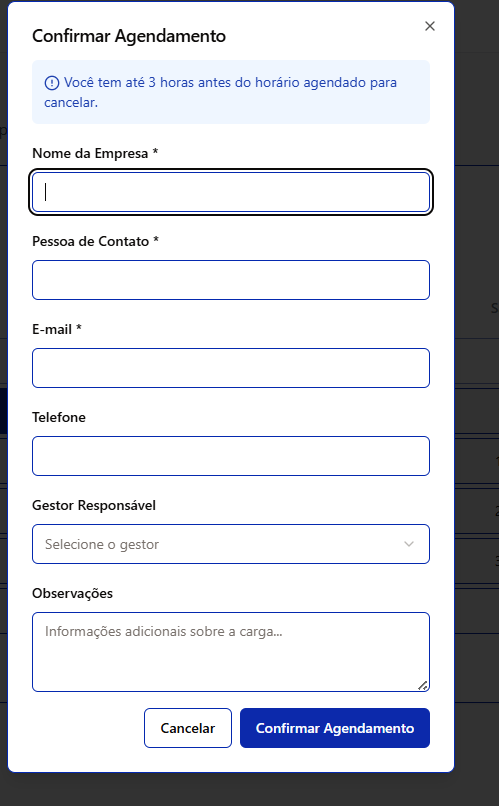 Confirmar Agendamento
Você tem até 3 horas antes do horário agendado para
cancelar.
Nome da Empresa *
Pessoa de Contato *
E-mail *
Telefone
Gestor Responsável
Selecione o gestor
Observações
Informações adicionais sobre a carga...
Cancelar
Confirmar Agendamento